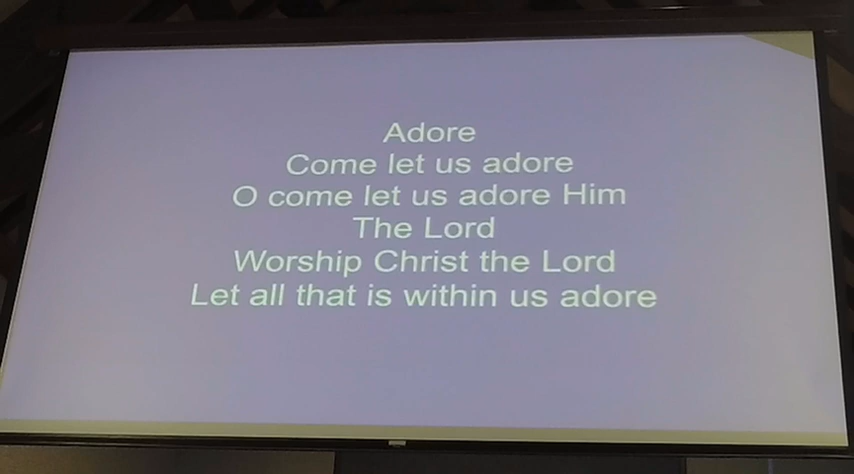 Adore
Come let us adore
O come let us adore Him
The Lord
Worship Christ the Lord
Let all that is within us adore